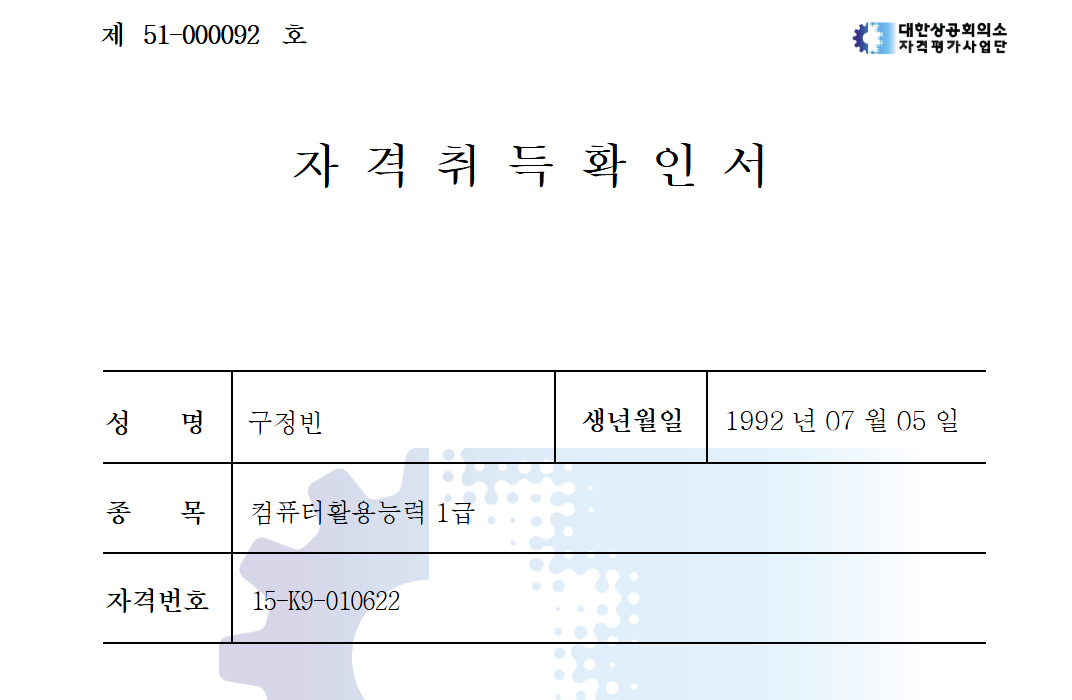 제 51-000092 호
대한상공회의소
자격평가사업단
자 격 취 득 확 인 서
성 명 구정빈 생년월일 1992 년 07 월 05 일
종 목 컴퓨터활용능력 1급
자격번호 15-K9-010622